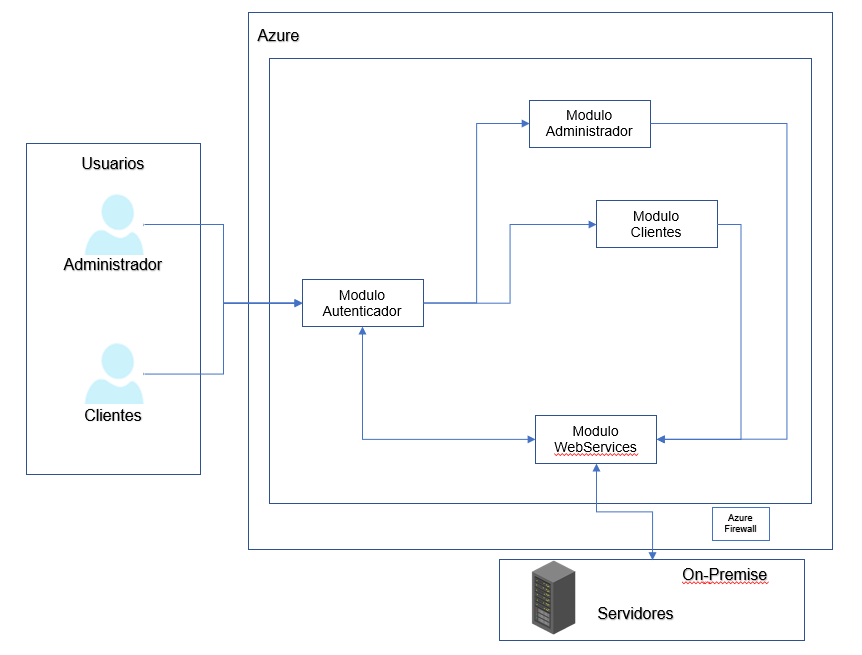 Azure
Usuarios
Administrador
Clientes
Modulo
Administrador
Modulo
Clientes
Modulo
Autenticador
Modulo
WebServices
Azure
Firewall
On-Premise
Servidores